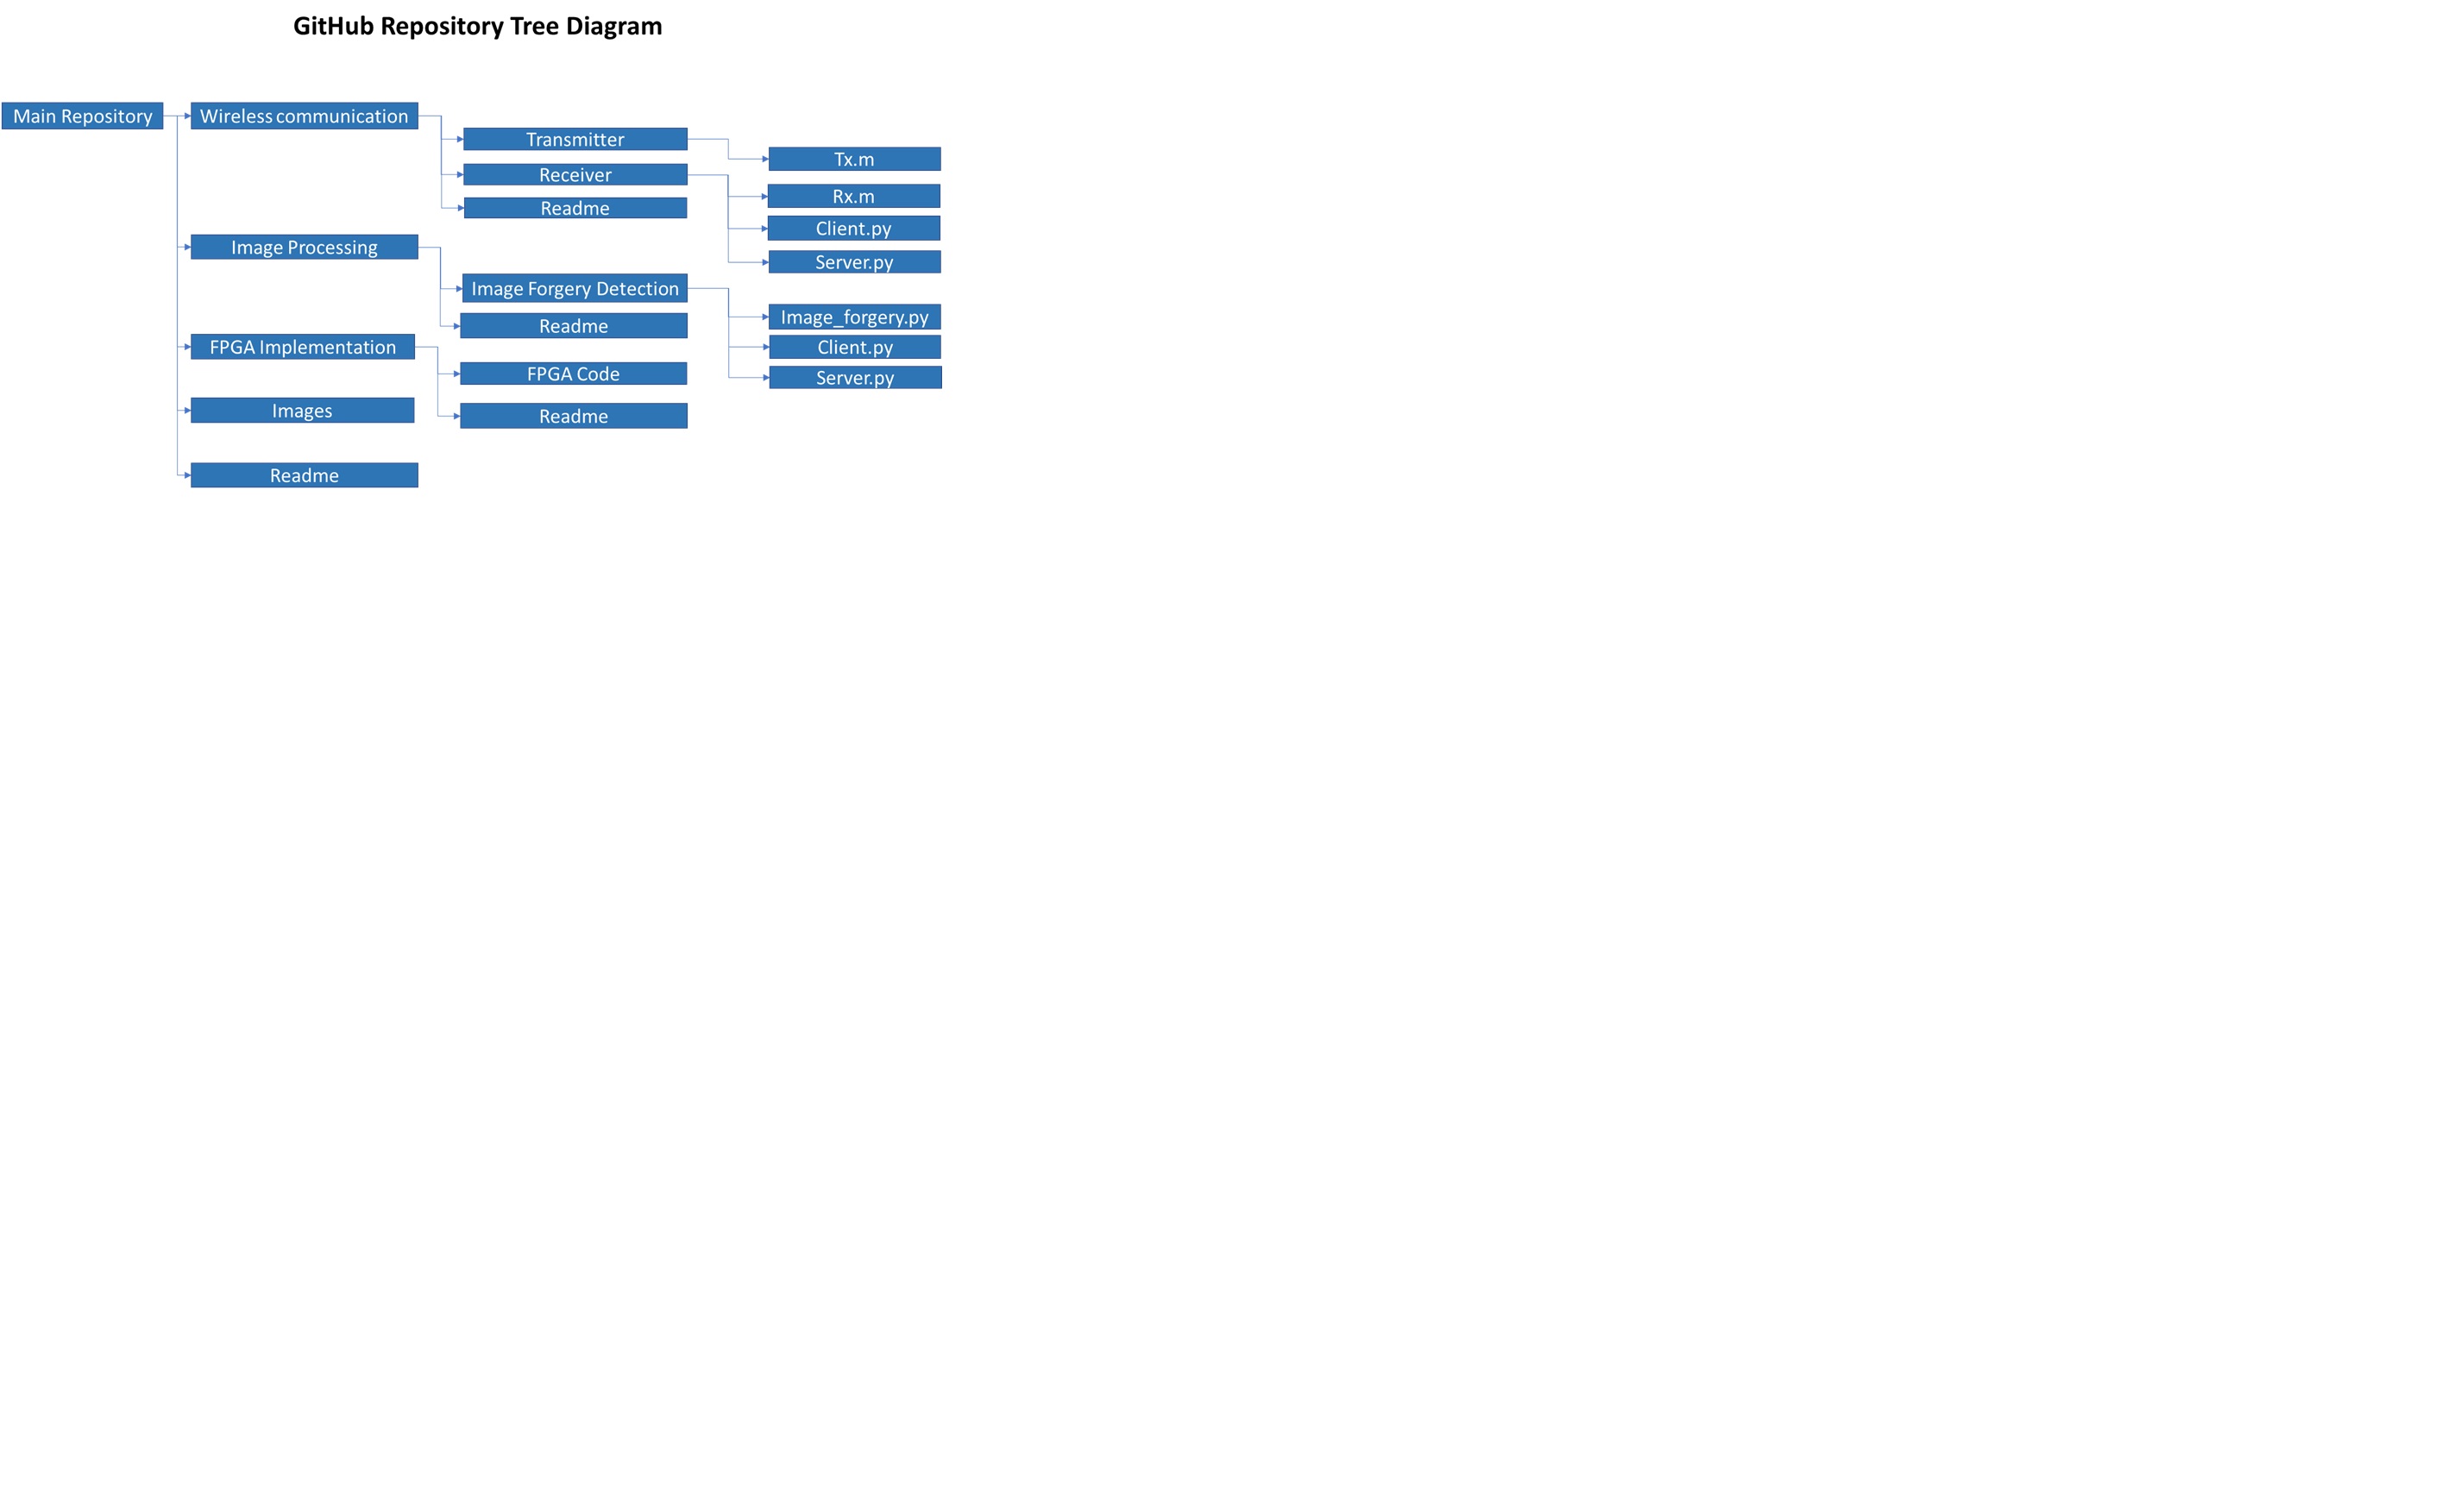 GitHub Repository Tree Diagram
Main Repository
Wireless communication
Transmitter
Tx.m
Receiver
Rx.m
Readme
Client.py
Server.py
Image Processing
Image Forgery Detection
Image_forgery.py
Readme
Client.py
FPGA Implementation
FPGA Code
Server.py
Images
Readme
Readme